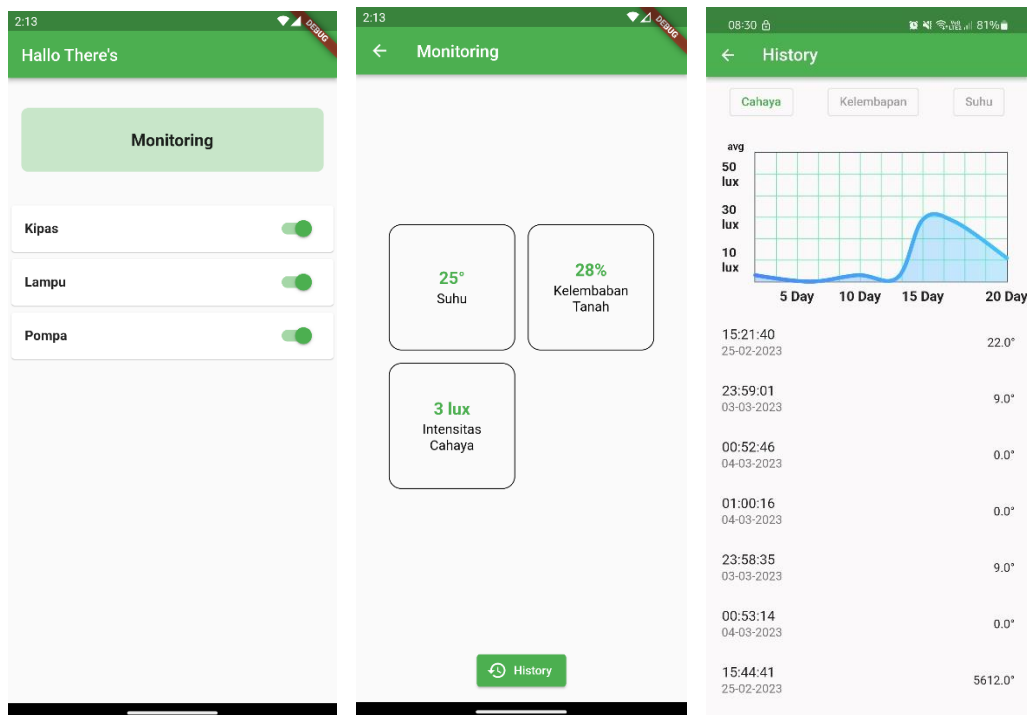 2:13
DEBUG
Hallo There's
Monitoring
Kipas
Lampu
Pompa
2:13
DEBUG
Monitoring
25°
Suhu
28%
Kelembaban
Tanah
3 lux
Intensitas
Cahaya
History
08:30
81%
History
Cahaya
Kelembapan
Suhu
avg
50
lux
30
lux
10
lux
5 Day 10 Day 15 Day 20 Day
15:21:40
25-02-2023
22.0°
23:59:01
03-03-2023
9.0°
00:52:46
04-03-2023
0.0°
01:00:16
04-03-2023
0.0°
23:58:35
03-03-2023
9.0°
00:53:14
04-03-2023
0.0°
15:44:41
25-02-2023
5612.0°